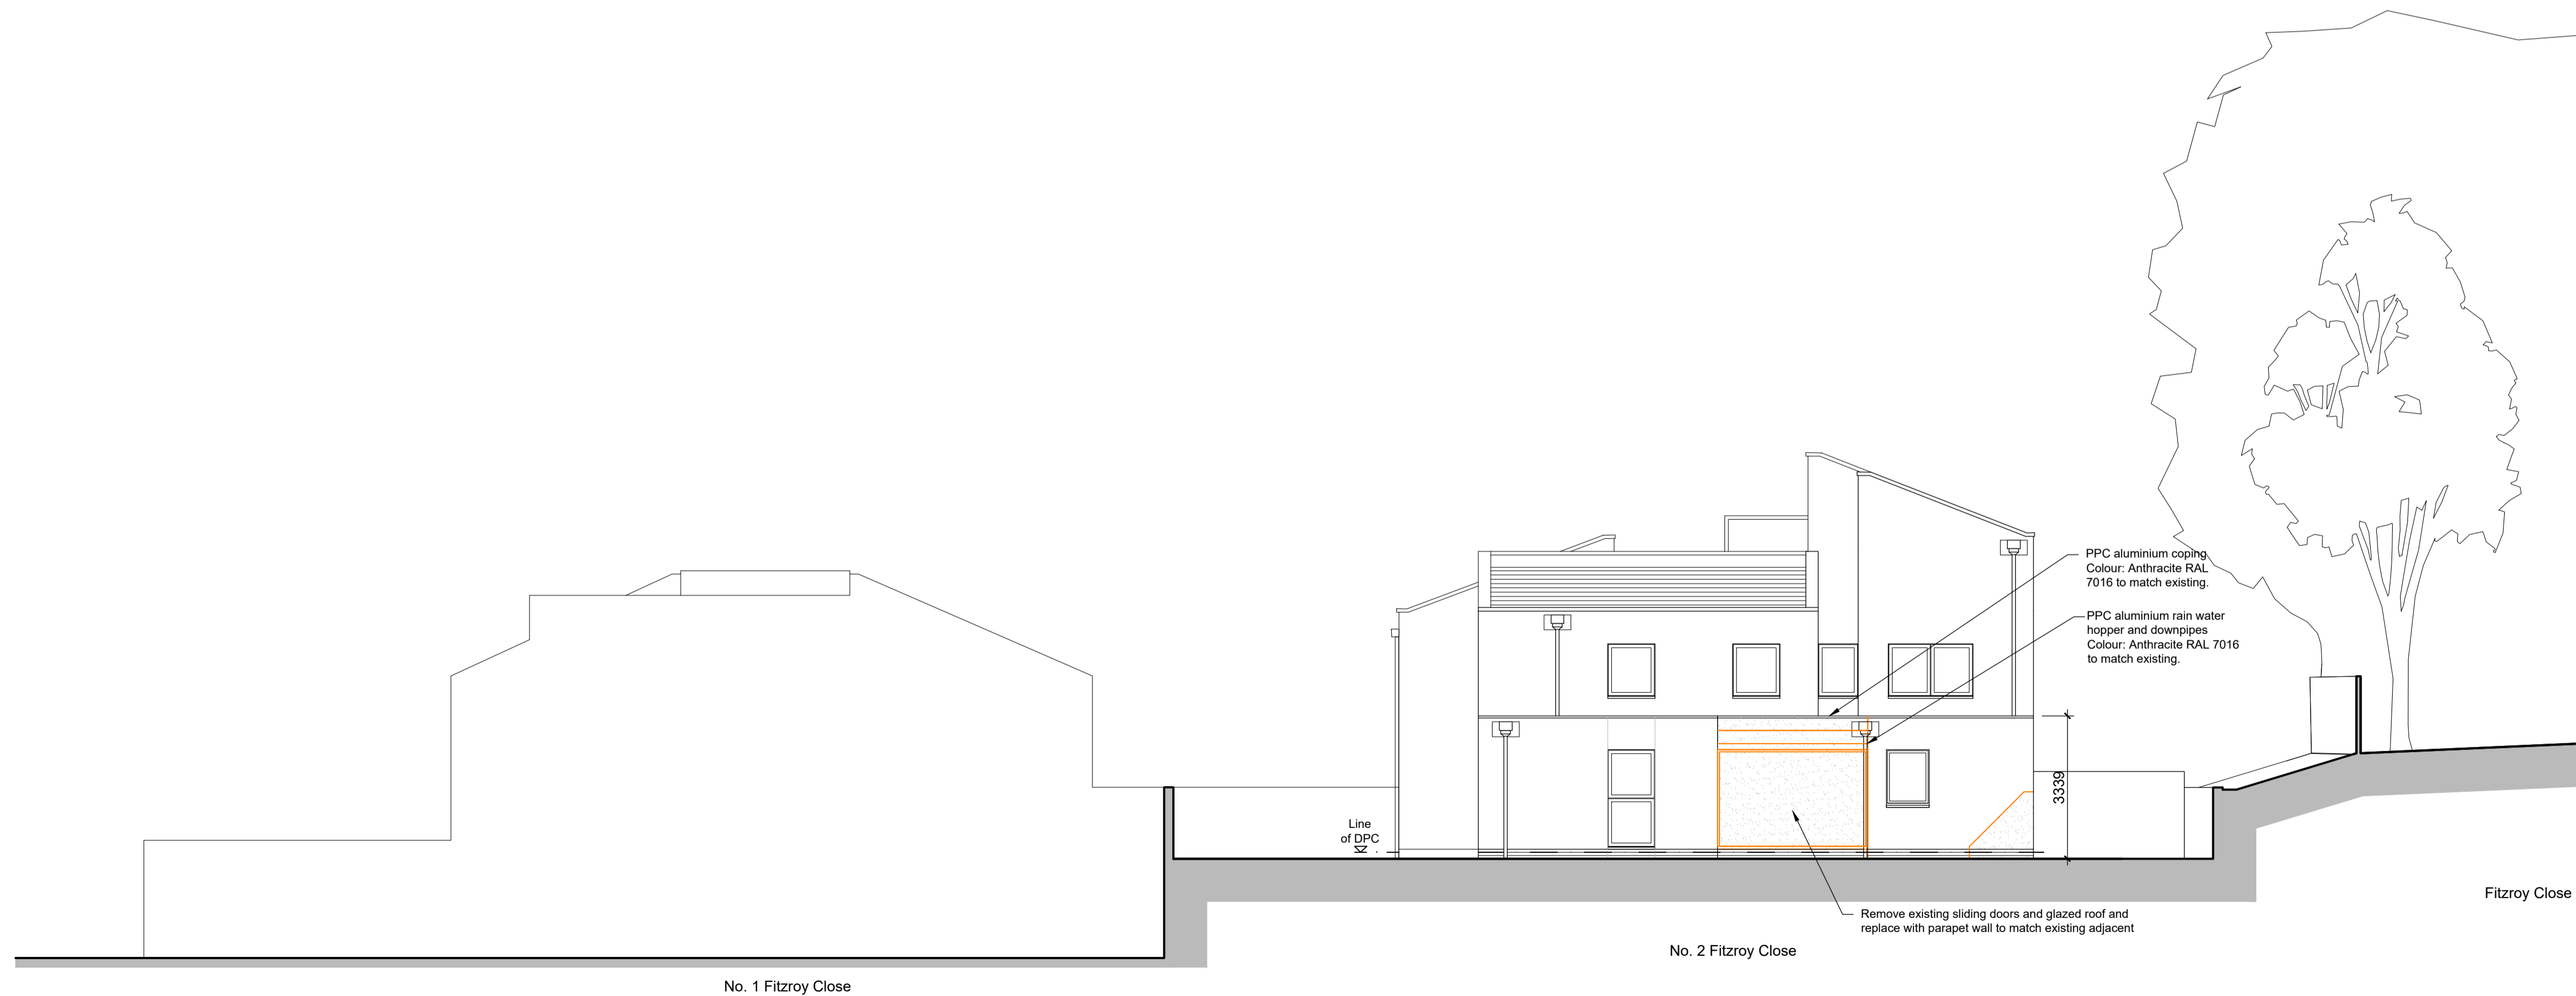 PPC aluminium coping
Colour: Anthracite RAL
7016 to match existing.
PPC aluminium rain water
hopper and downpipes
Colour: Anthracite RAL 7016
to match existing.
3339
Line
of DPC
Fitzroy Close
Remove existing sliding doors and glazed roof and
replace with parapet wall to match existing adjacent
No. 2 Fitzroy Close
No. 1 Fitzroy Close